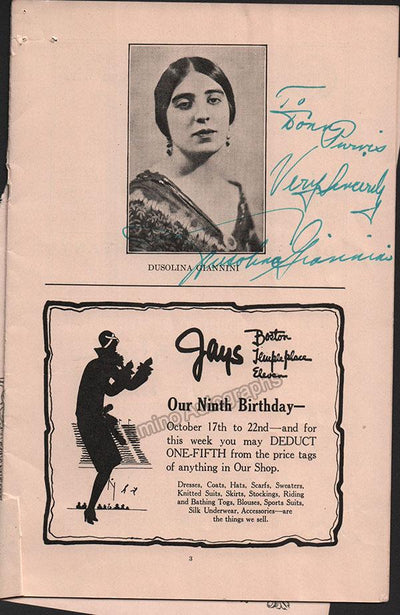 To
Donn Purvis
Very Sincerely
Dusolina Giannini
DUSOLINA GIANNINI
Jays
Boston
Temple place
Eleven
Our Ninth Birthday—
October 17th to 22nd—and for
this week you may DEDUCT
ONE-FIFTH from the price tags
of anything in Our Shop.
Dresses, Coats, Hats, Scarfs, Sweaters,
Knitted Suits, Skirts, Stockings, Riding
and Bathing Togs, Blouses, Sports Suits,
Silk Underwear, Accessories—are
the things we sell.
3